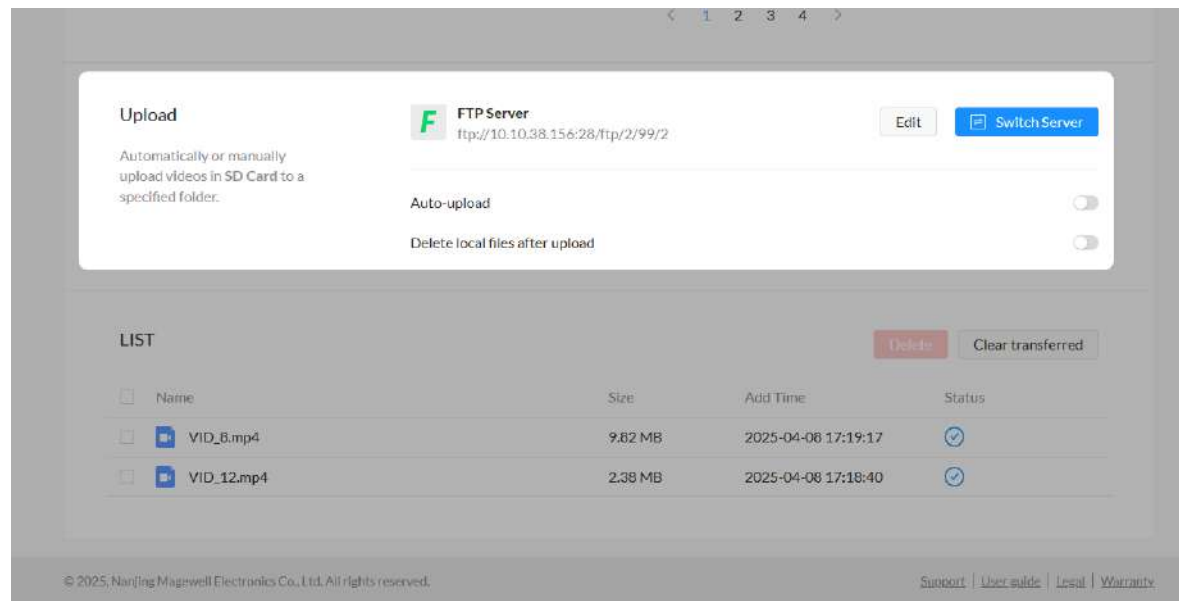 < 1 2 3 4 >
Upload
Automatically or manually
upload videos in SD Card to a
specified folder.
F
FTP Server
ftp://10.10.38.156:28/ftp/2/99/2
Edit
Switch Server
Auto-upload
Delete local files after upload
LIST
Delete
Clear transferred
Name Size Add Time Status
VID_8.mp4 9.82 MB 2025-04-08 17:19:17
VID_12.mp4 2.38 MB 2025-04-08 17:18:40
© 2025, Nanjing Magewell Electronics Co., Ltd. All rights reserved.
Support | User guide | Legal | Warranty